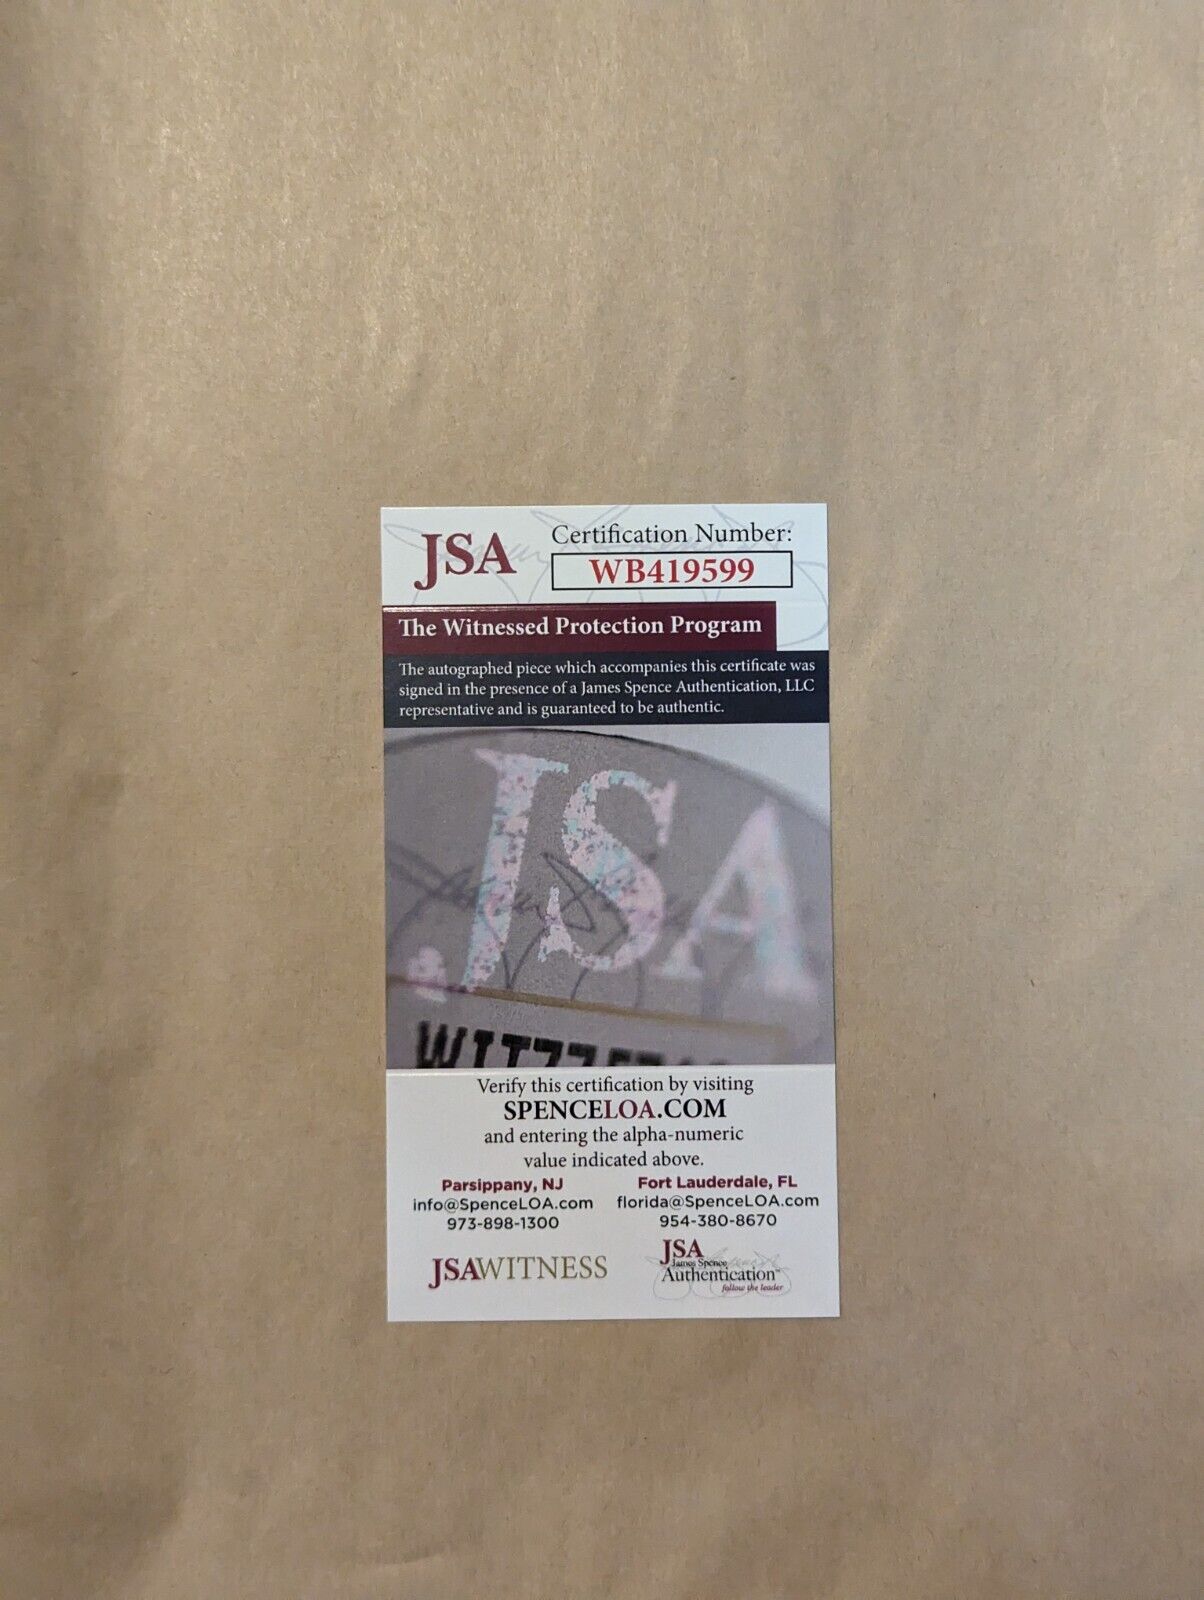 JSA
Certification Number:
WB419599
The Witnessed Protection Program
The autographed piece which accompanies this certificate was
signed in the presence of a James Spence Authentication, LLC
representative and is guaranteed to be authentic.
JSA
Verify this certification by visiting
SPENCELOA.COM
and entering the alpha-numeric
value indicated above.
Parsippany, NJ
info@SpenceLOA.com
973-898-1300
Fort Lauderdale, FL
florida@SpenceLOA.com
954-380-8670
JSAWITNESS
JSA
James Spence
Authentication™
follow the leader